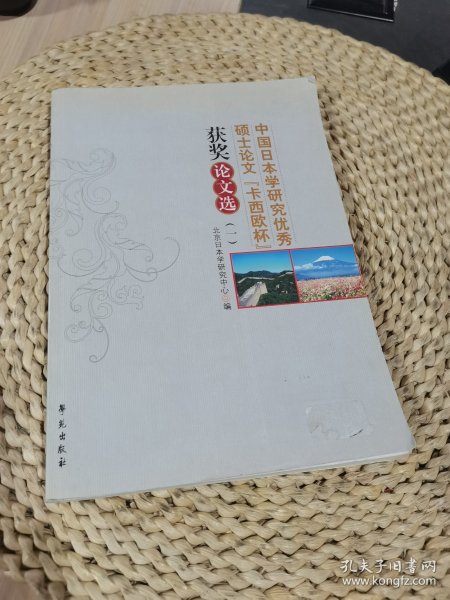 中国日本学研究优秀
硕士论文『卡西欧杯』
获奖论文选(一)
北京日本学研究中心 编
学苑出版社
孔夫子旧书网
www.kongfz.com